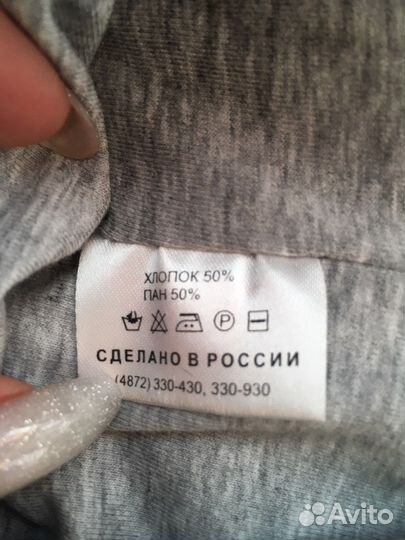 ХЛОПОК 50%
ПАН 50%
P
СДЕЛАНО В РОССИИ
(4872) 330-430, 330-930
Avito